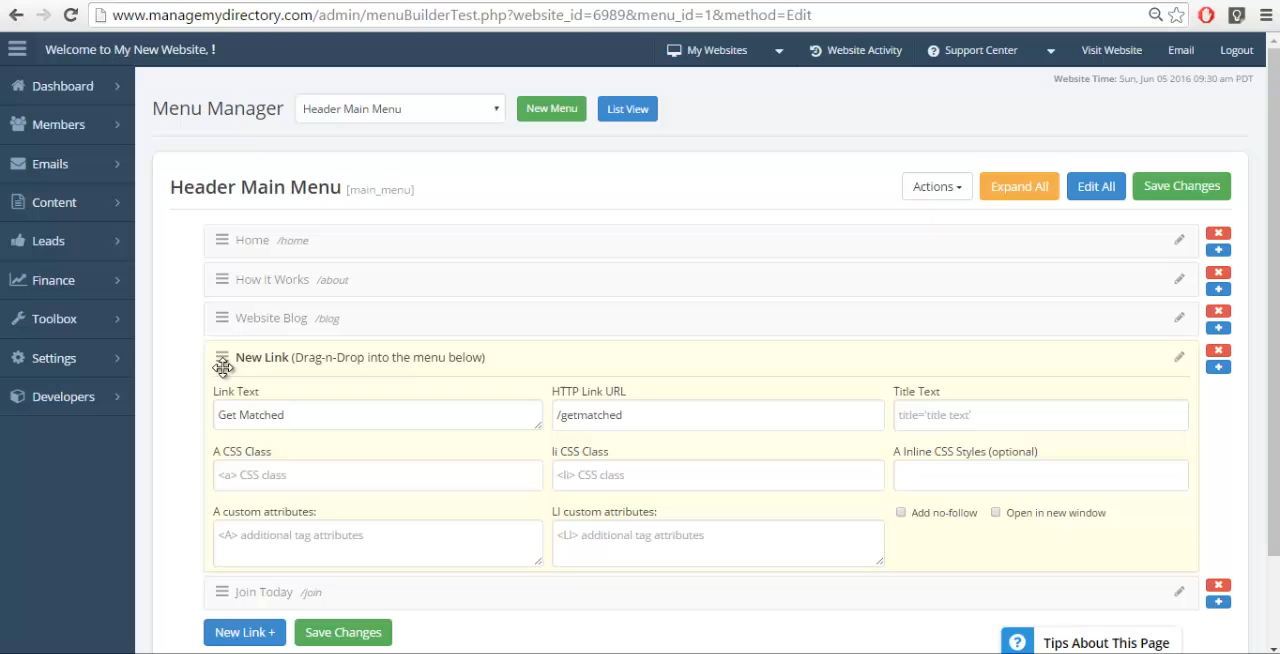 www.managemydirectory.com/admin/menuBuilderTest.php?website_id=6989&menu_id=1&method=Edit
Welcome to My New Website, !
My Websites
Website Activity
Support Center
Visit Website
Email
Logout
Dashboard
Members
Emails
Content
Leads
Finance
Toolbox
Settings
Developers
Website Time: Sun, Jun 05 2016 09:30 am PDT
Menu Manager
Header Main Menu
New Menu
List View
Header Main Menu [main_menu]
Actions
Expand All
Edit All
Save Changes
Home /home
How it Works /about
Website Blog /blog
New Link (Drag-n-Drop into the menu below)
Link Text
HTTP Link URL
Title Text
Get Matched
/getmatched
title='title text'
A CSS Class
li CSS Class
A Inline CSS Styles (optional)
<a> CSS class
<li> CSS class
A custom attributes:
LI custom attributes:
Add no-follow
Open in new window
<A> additional tag attributes
<LI> additional tag attributes
Join Today /join
New Link +
Save Changes
? Tips About This Page